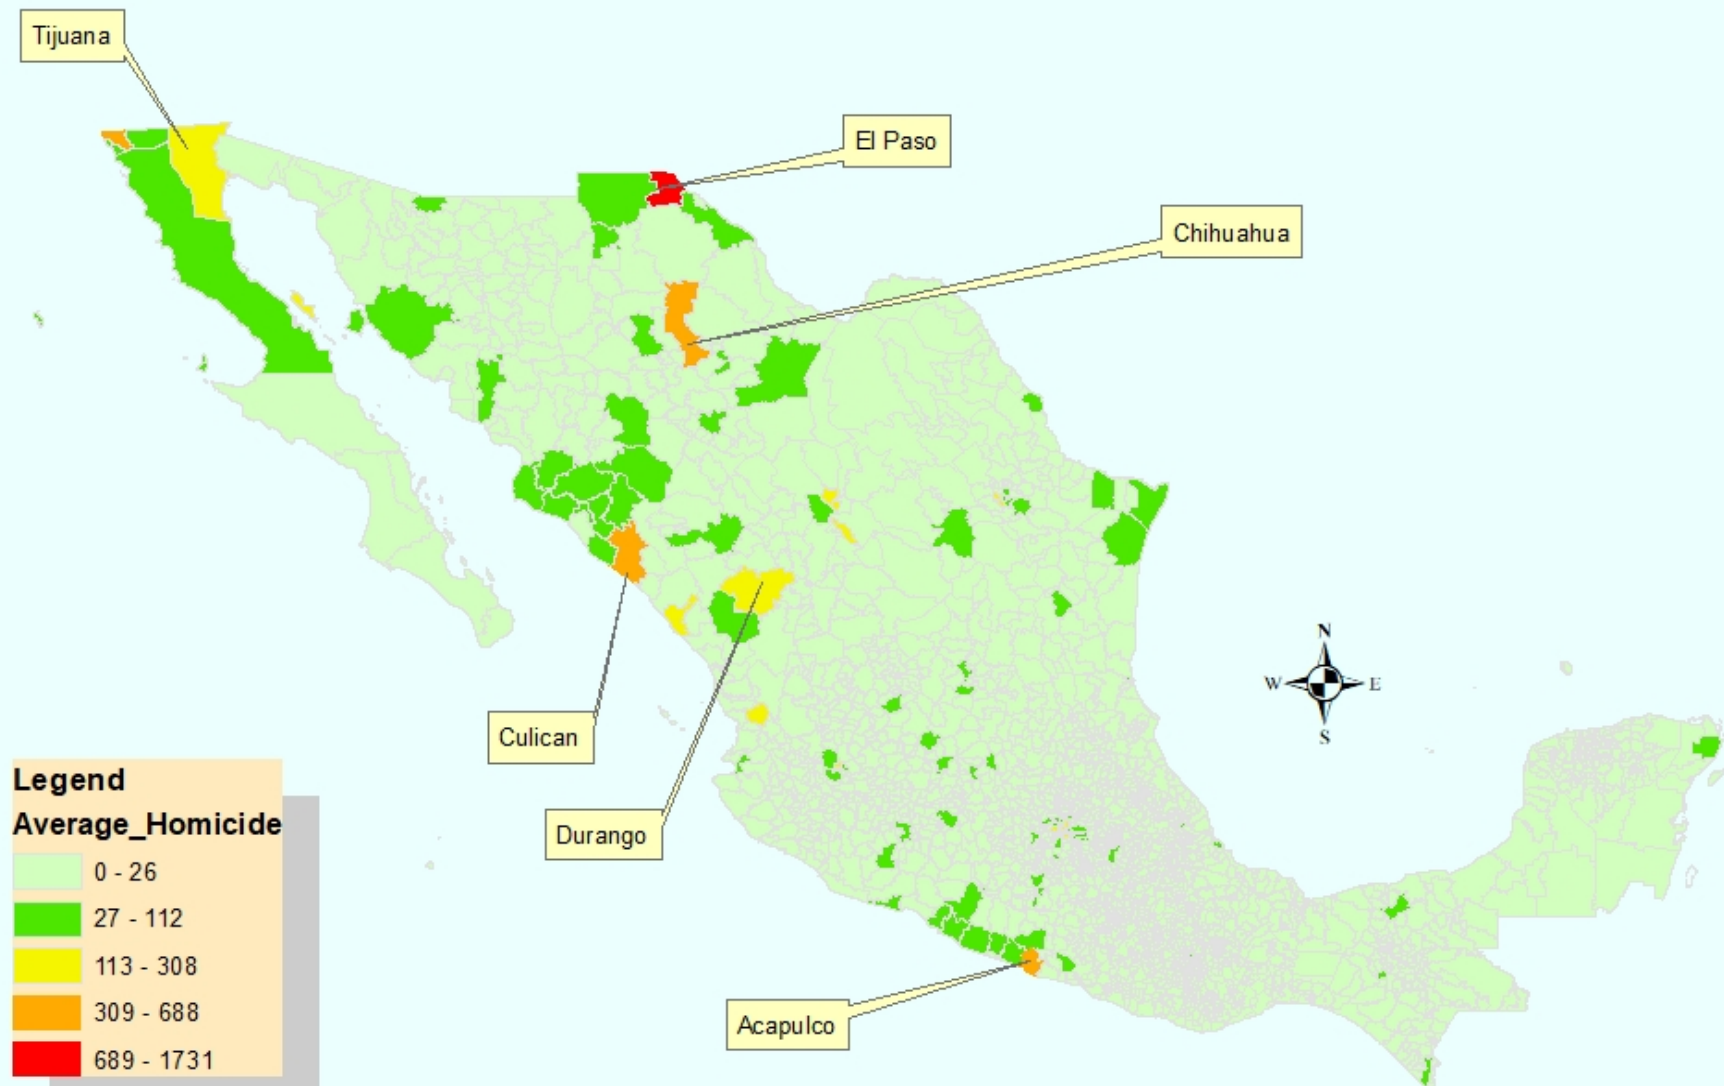 Tijuana
El Paso
Chihuahua
Culican
Durango
Acapulco
N
W E
S
Legend
Average_Homicide
0 - 26
27 - 112
113 - 308
309 - 688
689 - 1731